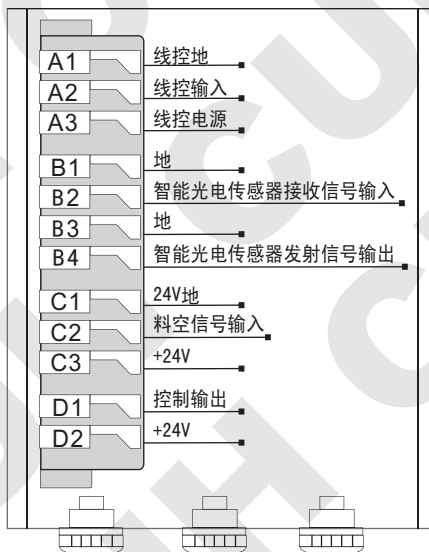 A1 线控地
A2 线控输入
A3 线控电源
B1 地
B2 智能光电传感器接收信号输入
B3 地
B4 智能光电传感器发射信号输出
C1 24V地
C2 料空信号输入
C3 +24V
D1 控制输出
D2 +24V